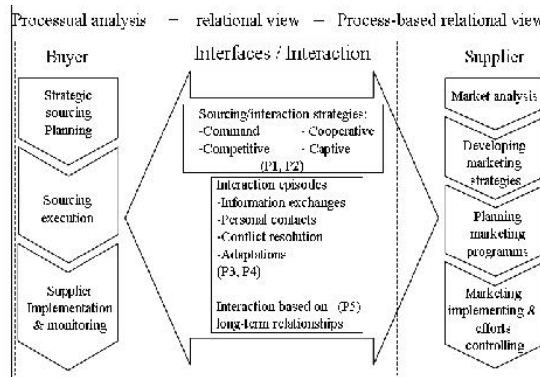 Processual analysis – relational view – Process-based relational view
Buyer
Interfaces / Interaction
Supplier
Strategic
sourcing
Planning
Sourcing
execution
Supplier
Implementation
& monitoring
Sourcing/interaction strategies:
-Command - Cooperative
-Competitive - Captive
(P1, P2)
Interaction episodes
-Information exchanges
-Personal contacts
-Conflict resolution
-Adaptations
(P3, P4)
Interaction based on (P5)
long-term relationships
Market analysis
Developing
marketing
strategies
Planning
marketing
programms
Marketing
implementing &
efforts
controlling